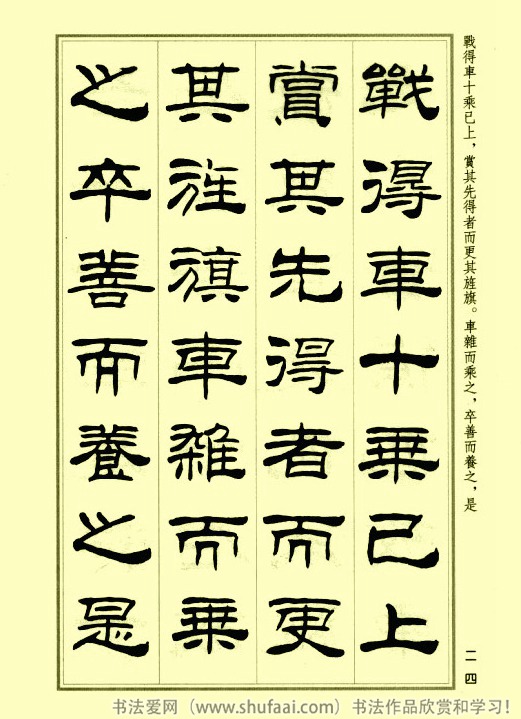 戰得車十乘已上，賞其先得者而更其旌旗。車雜而乘之，卒善而養之，是
戰得車十乘已上
賞其先得者而更
其旌旗車雜而乘
之卒善而養之是
二四
书法爱网（www.shufaai.com）书法作品欣赏和学习！